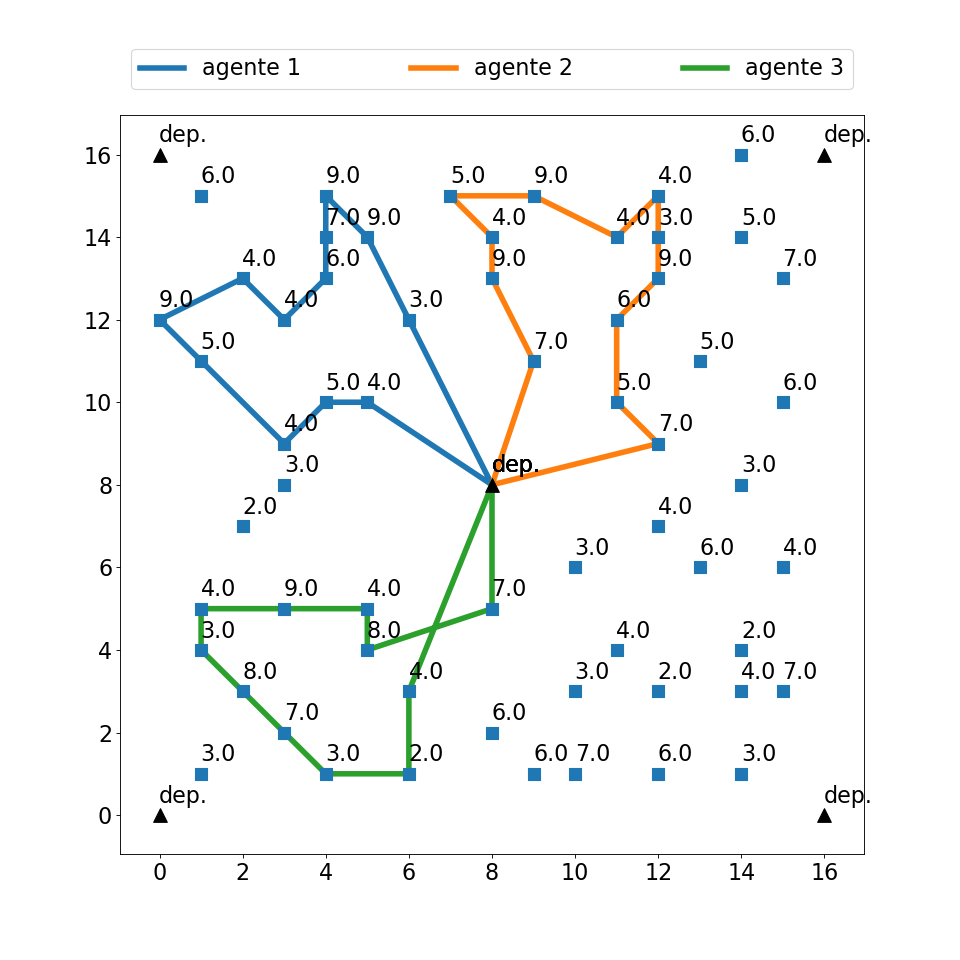 agente 1 agente 2 agente 3
dep. 6.0 dep.
16
6.0 9.0 5.0 9.0 4.0
7.0 9.0 4.0 4.0 3.0 5.0
14
4.0 6.0 9.0 9.0 7.0
9.0 4.0 3.0 6.0
12
5.0 7.0 5.0
5.0 4.0 5.0 6.0
10
4.0 7.0
3.0 dep. 3.0
8
2.0 4.0
3.0 6.0 4.0
6
4.0 9.0 4.0 7.0
3.0 8.0 4.0 2.0
4
8.0 4.0 3.0 2.0 4.0 7.0
7.0 6.0
2
3.0 3.0 2.0 6.0 7.0 6.0 3.0
dep. dep.
0
0 2 4 6 8 10 12 14 16